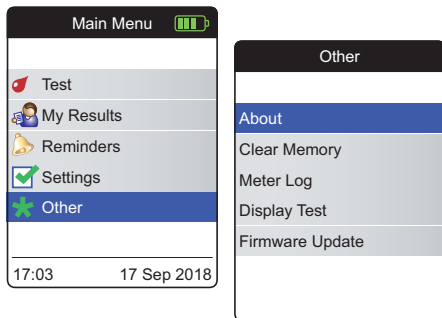 Main Menu
Test
My Results
Reminders
Settings
Other
17:03 17 Sep 2018
Other
About
Clear Memory
Meter Log
Display Test
Firmware Update